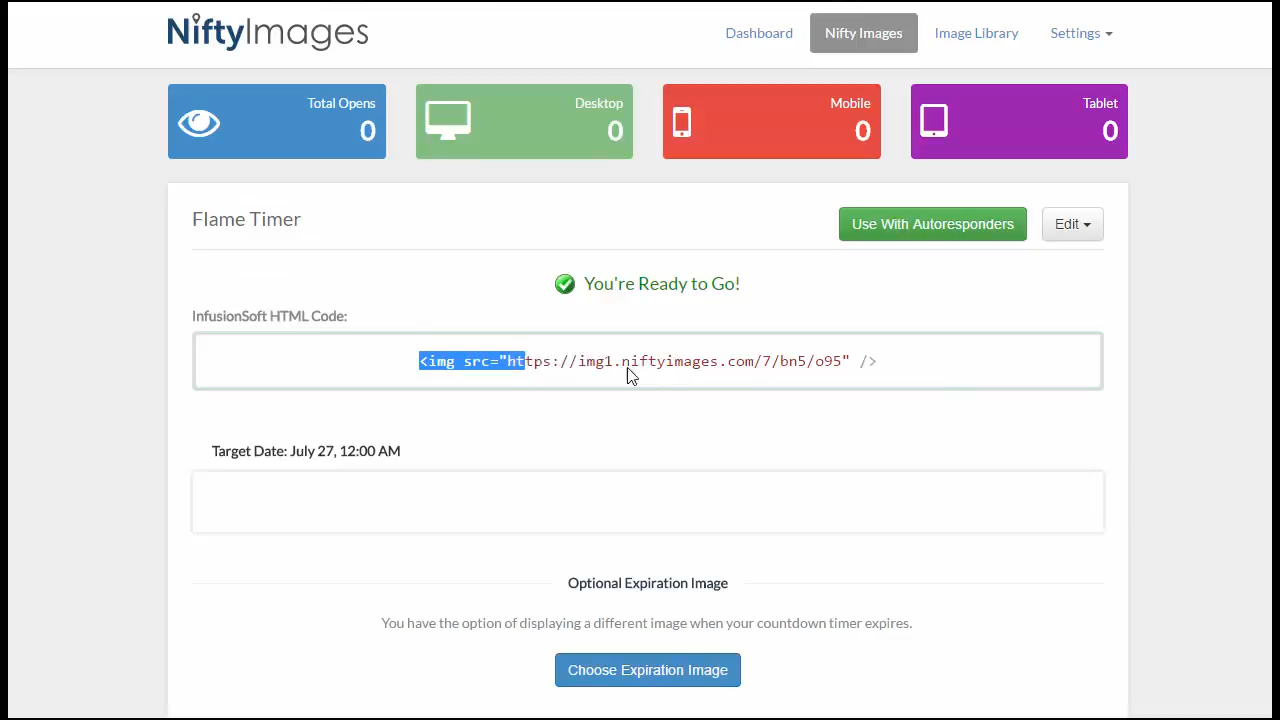 NiftyImages
Dashboard
Nifty Images
Image Library
Settings
Total Opens
0
Desktop
0
Mobile
0
Tablet
0
Flame Timer
Use With Autoresponders
Edit
You're Ready to Go!
InfusionSoft HTML Code:
<img src="https://img1.niftyimages.com/7/bn5/o95" />
Target Date: July 27, 12:00 AM
Optional Expiration Image
You have the option of displaying a different image when your countdown timer expires.
Choose Expiration Image